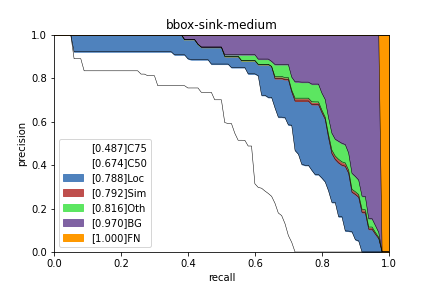 bbox-sink-medium
1.0
0.8
0.6
0.4
0.2
0.0
precision
[0.487]C75
[0.674]C50
[0.788]Loc
[0.792]Sim
[0.816]Oth
[0.970]BG
[1.000]FN
0.0 0.2 0.4 0.6 0.8 1.0
recall